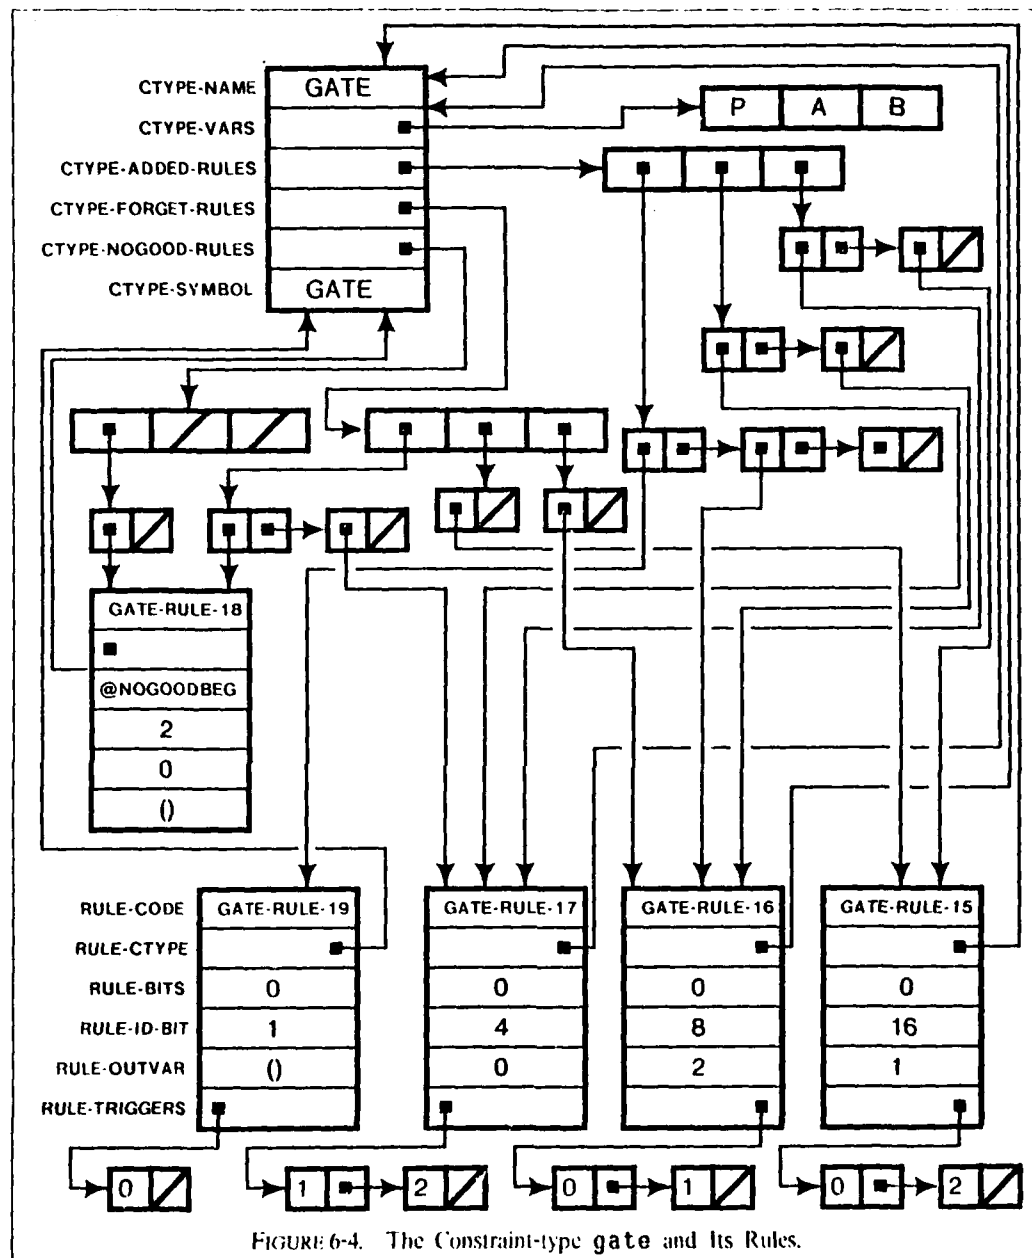 CTYPE-NAME GATE
CTYPE-VARS P A B
CTYPE-ADDED-RULES
CTYPE-FORGET-RULES
CTYPE-NOGOOD-RULES
CTYPE-SYMBOL GATE
GATE-RULE-18
@NOGOODBEG
2
0
()
RULE-CODE GATE-RULE-19 GATE-RULE-17 GATE-RULE-16 GATE-RULE-15
RULE-CTYPE
RULE-BITS 0 0 0 0
RULE-ID-BIT 1 4 8 16
RULE-OUTVAR () 0 2 1
RULE-TRIGGERS
0 1 2 0 1 0 2
FIGURE 6-4. The Constraint-type gate and Its Rules.